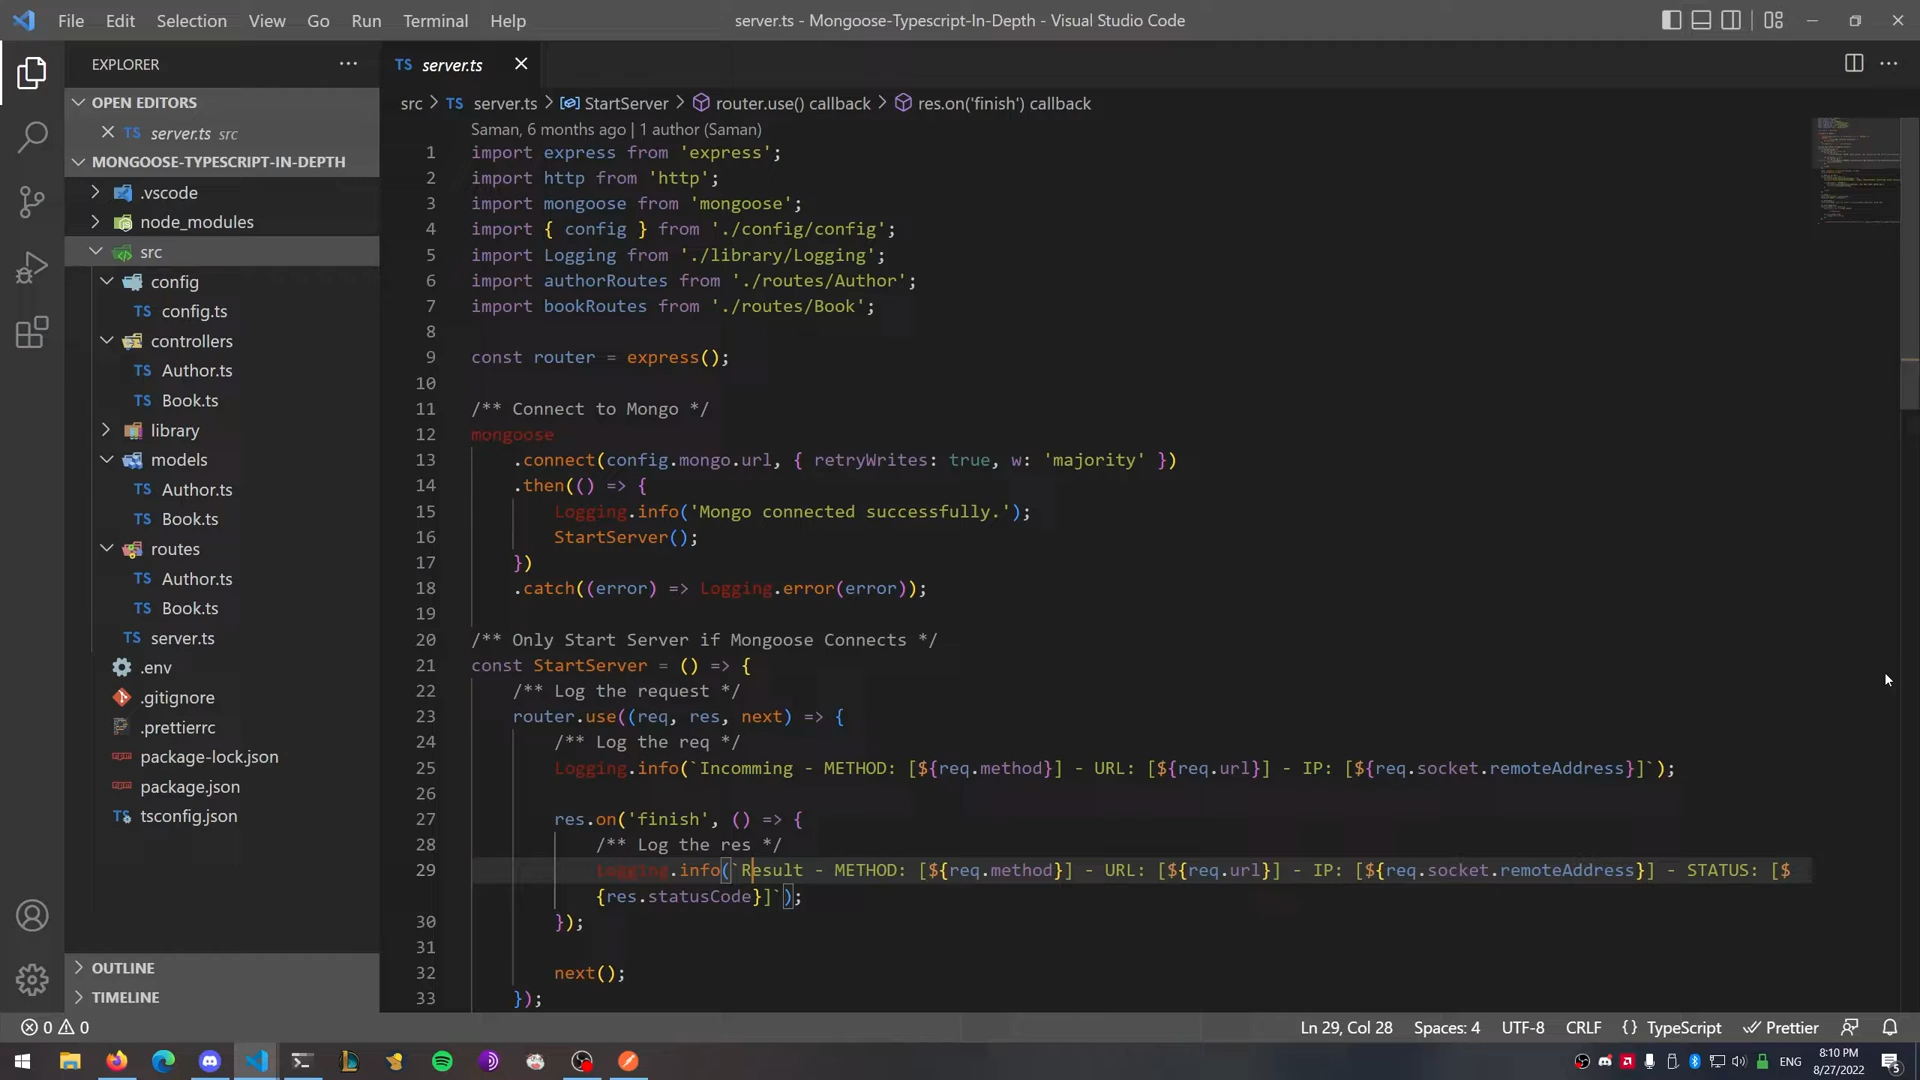 File Edit Selection View Go Run Terminal Help
server.ts - Mongoose-Typescript-In-Depth - Visual Studio Code
EXPLORER
OPEN EDITORS
TS server.ts src
MONGOOSE-TYPESCRIPT-IN-DEPTH
.vscode
node_modules
src
config
TS config.ts
controllers
TS Author.ts
TS Book.ts
library
models
TS Author.ts
TS Book.ts
routes
TS Author.ts
TS Book.ts
TS server.ts
.env
.gitignore
.prettierrc
package-lock.json
package.json
tsconfig.json
OUTLINE
TIMELINE
TS server.ts
src > TS server.ts > StartServer > router.use() callback > res.on('finish') callback
Saman, 6 months ago | 1 author (Saman)
1 import express from 'express';
2 import http from 'http';
3 import mongoose from 'mongoose';
4 import { config } from './config/config';
5 import Logging from './library/Logging';
6 import authorRoutes from './routes/Author';
7 import bookRoutes from './routes/Book';
8
9 const router = express();
10
11 /** Connect to Mongo */
12 mongoose
13 .connect(config.mongo.url, { retryWrites: true, w: 'majority' })
14 .then(() => {
15 Logging.info('Mongo connected successfully.');
16 StartServer();
17 })
18 .catch((error) => Logging.error(error));
19
20 /** Only Start Server if Mongoose Connects */
21 const StartServer = () => {
22 /** Log the request */
23 router.use((req, res, next) => {
24 /** Log the req */
25 Logging.info(`Incomming - METHOD: [${req.method}] - URL: [${req.url}] - IP: [${req.socket.remoteAddress}]`);
26
27 res.on('finish', () => {
28 /** Log the res */
29 Logging.info(`Result - METHOD: [${req.method}] - URL: [${req.url}] - IP: [${req.socket.remoteAddress}] - STATUS: [$
{res.statusCode}]`);
30 });
31
32 next();
33 });
0 0
Ln 29, Col 28 Spaces: 4 UTF-8 CRLF {} TypeScript Prettier
ENG
8:10 PM
8/27/2022
5